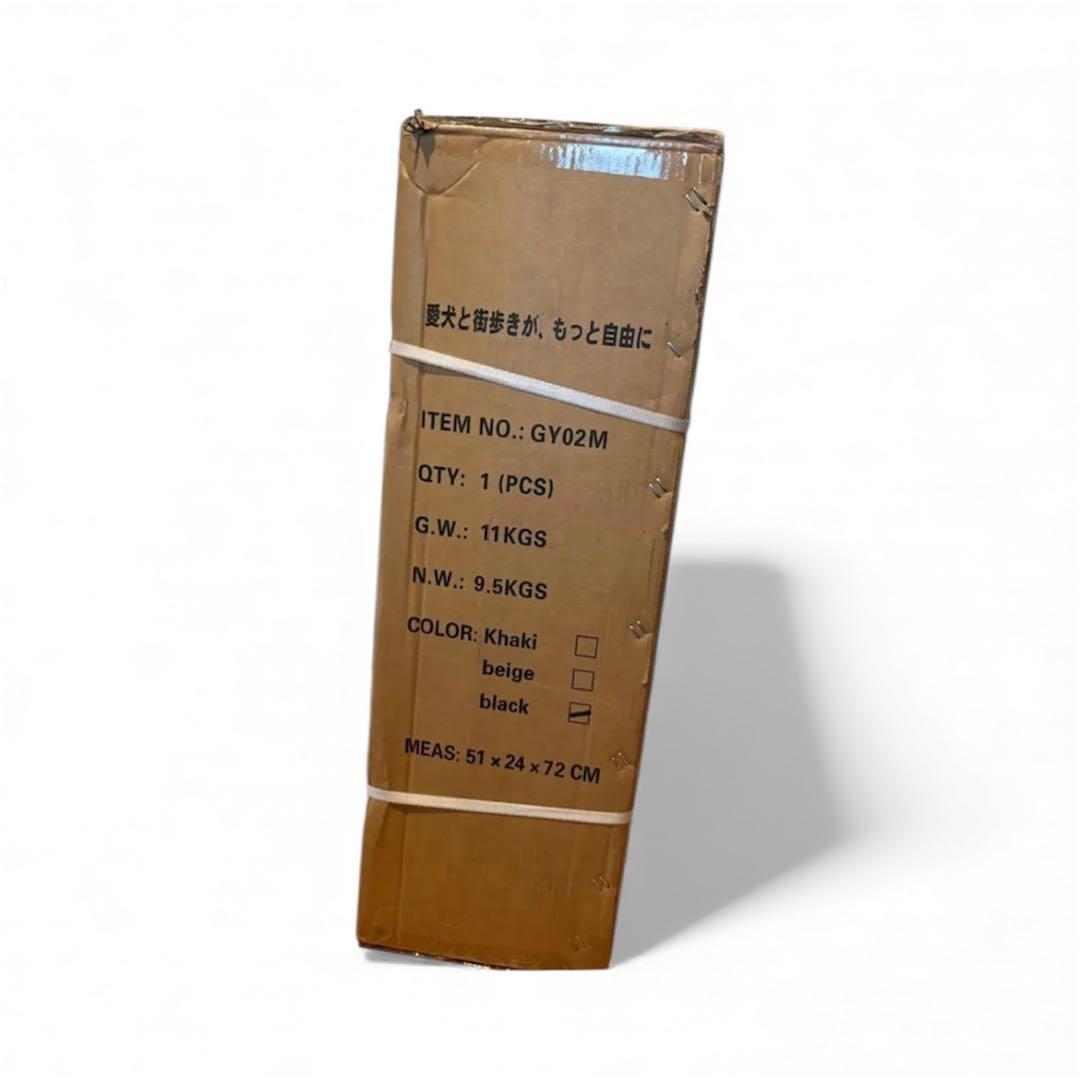 愛犬と街歩きが、もっと自由に
ITEM NO.: GY02M
QTY: 1 (PCS)
G.W.: 11KGS
N.W.: 9.5KGS
COLOR: Khaki
beige
black
MEAS: 51 × 24 × 72 CM